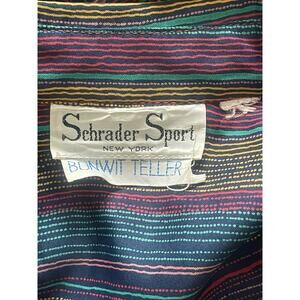 Schrader Sport
NEW YORK
BONWIT TELLER